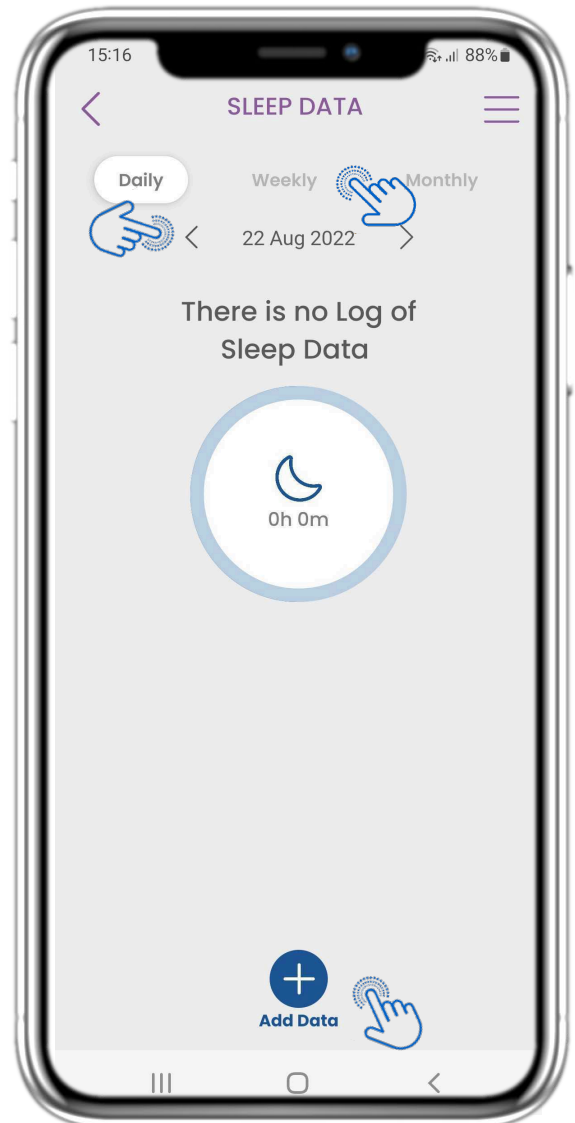 15:16 88%
SLEEP DATA
Daily Weekly Monthly
22 Aug 2022
There is no Log of
Sleep Data
0h 0m
Add Data